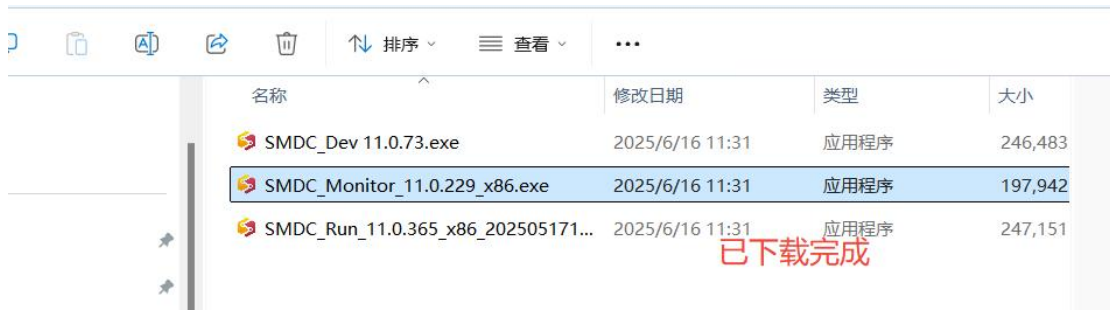 排序 查看
名称 修改日期 类型 大小
SMDC_Dev 11.0.73.exe 2025/6/16 11:31 应用程序 246,483
SMDC_Monitor_11.0.229_x86.exe 2025/6/16 11:31 应用程序 197,942
SMDC_Run_11.0.365_x86_202505171... 2025/6/16 11:31 应用程序 247,151
已下载完成